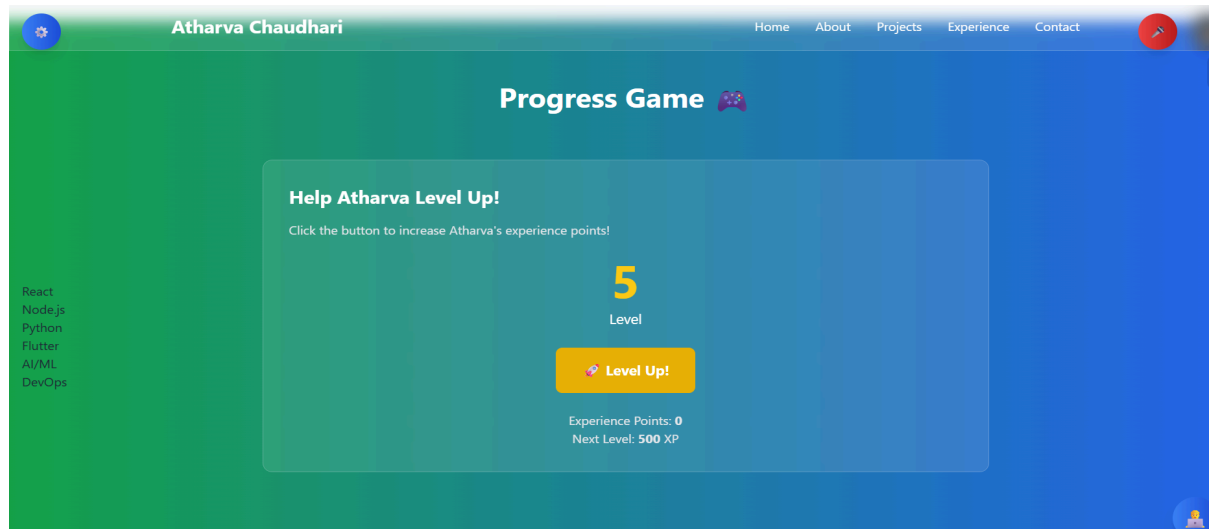 Atharva Chaudhari
Home About Projects Experience Contact
Progress Game 🎮
Help Atharva Level Up!
Click the button to increase Atharva's experience points!
5
Level
🚀 Level Up!
Experience Points: 0
Next Level: 500 XP
React
Node.js
Python
Flutter
AI/ML
DevOps